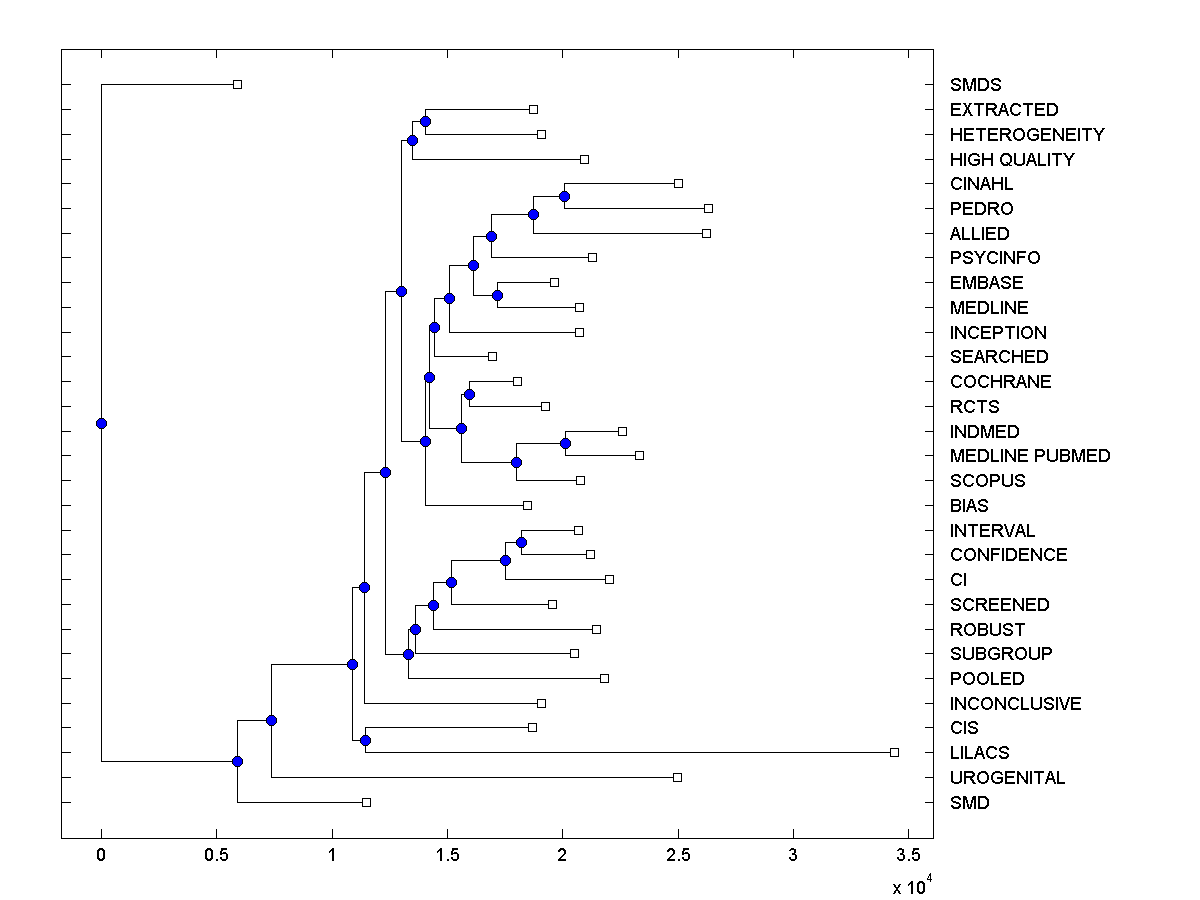 SMDS
EXTRACTED
HETEROGENEITY
HIGH QUALITY
CINAHL
PEDRO
ALLIED
PSYCINFO
EMBASE
MEDLINE
INCEPTION
SEARCHED
COCHRANE
RCTS
INDMED
MEDLINE PUBMED
SCOPUS
BIAS
INTERVAL
CONFIDENCE
CI
SCREENED
ROBUST
SUBGROUP
POOLED
INCONCLUSIVE
CIS
LILACS
UROGENITAL
SMD
0 0.5 1 1.5 2 2.5 3 3.5
x 10^4